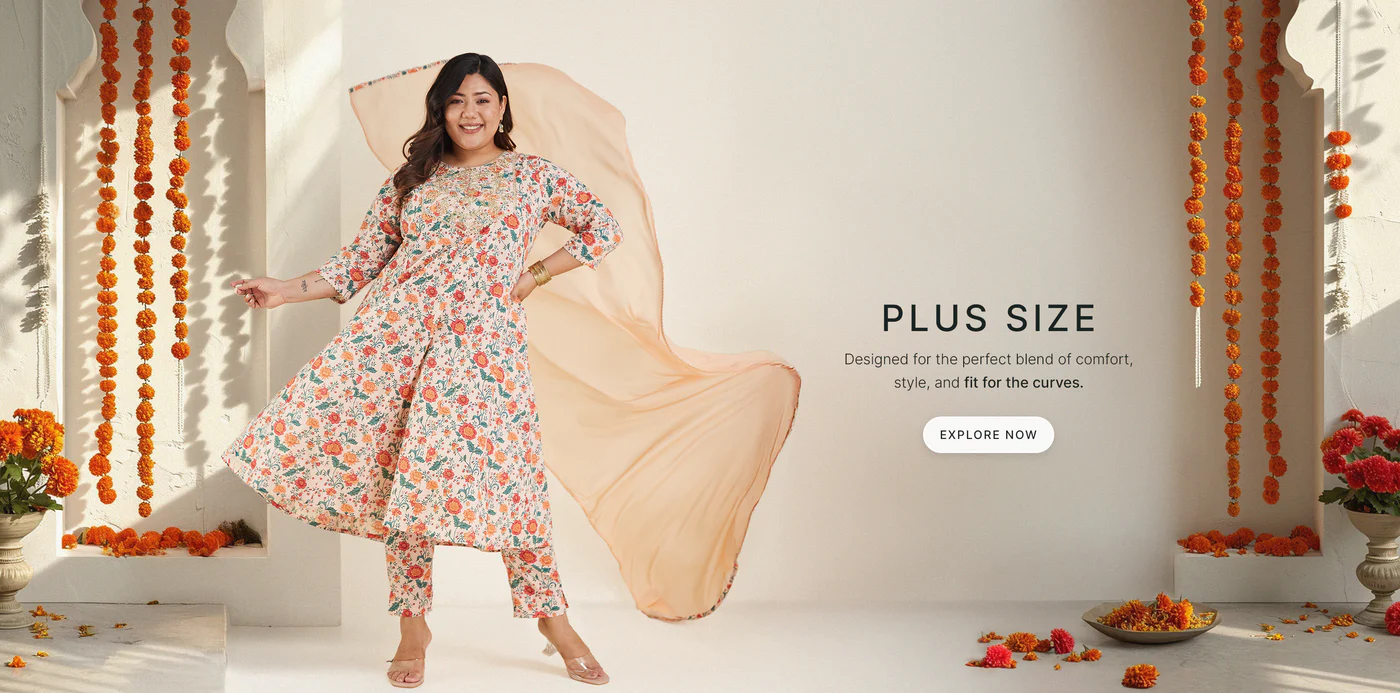 PLUS SIZE
Designed for the perfect blend of comfort,
style, and fit for the curves.
EXPLORE NOW